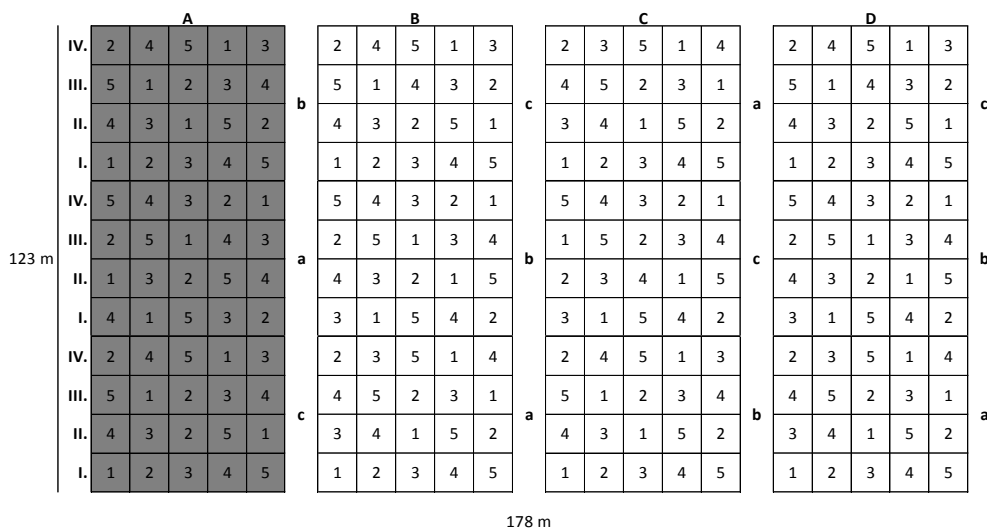 A B C D
IV. 2 4 5 1 3 2 4 5 1 3 2 3 5 1 4 2 4 5 1 3
III. 5 1 2 3 4 5 1 4 3 2 4 5 2 3 1 5 1 4 3 2
b c a c
II. 4 3 1 5 2 4 3 2 5 1 3 4 1 5 2 4 3 2 5 1
I. 1 2 3 4 5 1 2 3 4 5 1 2 3 4 5 1 2 3 4 5
IV. 5 4 3 2 1 5 4 3 2 1 5 4 3 2 1 5 4 3 2 1
III. 2 5 1 4 3 2 5 1 3 4 1 5 2 3 4 2 5 1 3 4
123 m a b c b
II. 1 3 2 5 4 4 3 2 1 5 2 3 4 1 5 4 3 2 1 5
I. 4 1 5 3 2 3 1 5 4 2 3 1 5 4 2 3 1 5 4 2
IV. 2 4 5 1 3 2 3 5 1 4 2 4 5 1 3 2 3 5 1 4
III. 5 1 2 3 4 4 5 2 3 1 5 1 2 3 4 4 5 2 3 1
c a b a
II. 4 3 2 5 1 3 4 1 5 2 4 3 1 5 2 3 4 1 5 2
I. 1 2 3 4 5 1 2 3 4 5 1 2 3 4 5 1 2 3 4 5
178 m